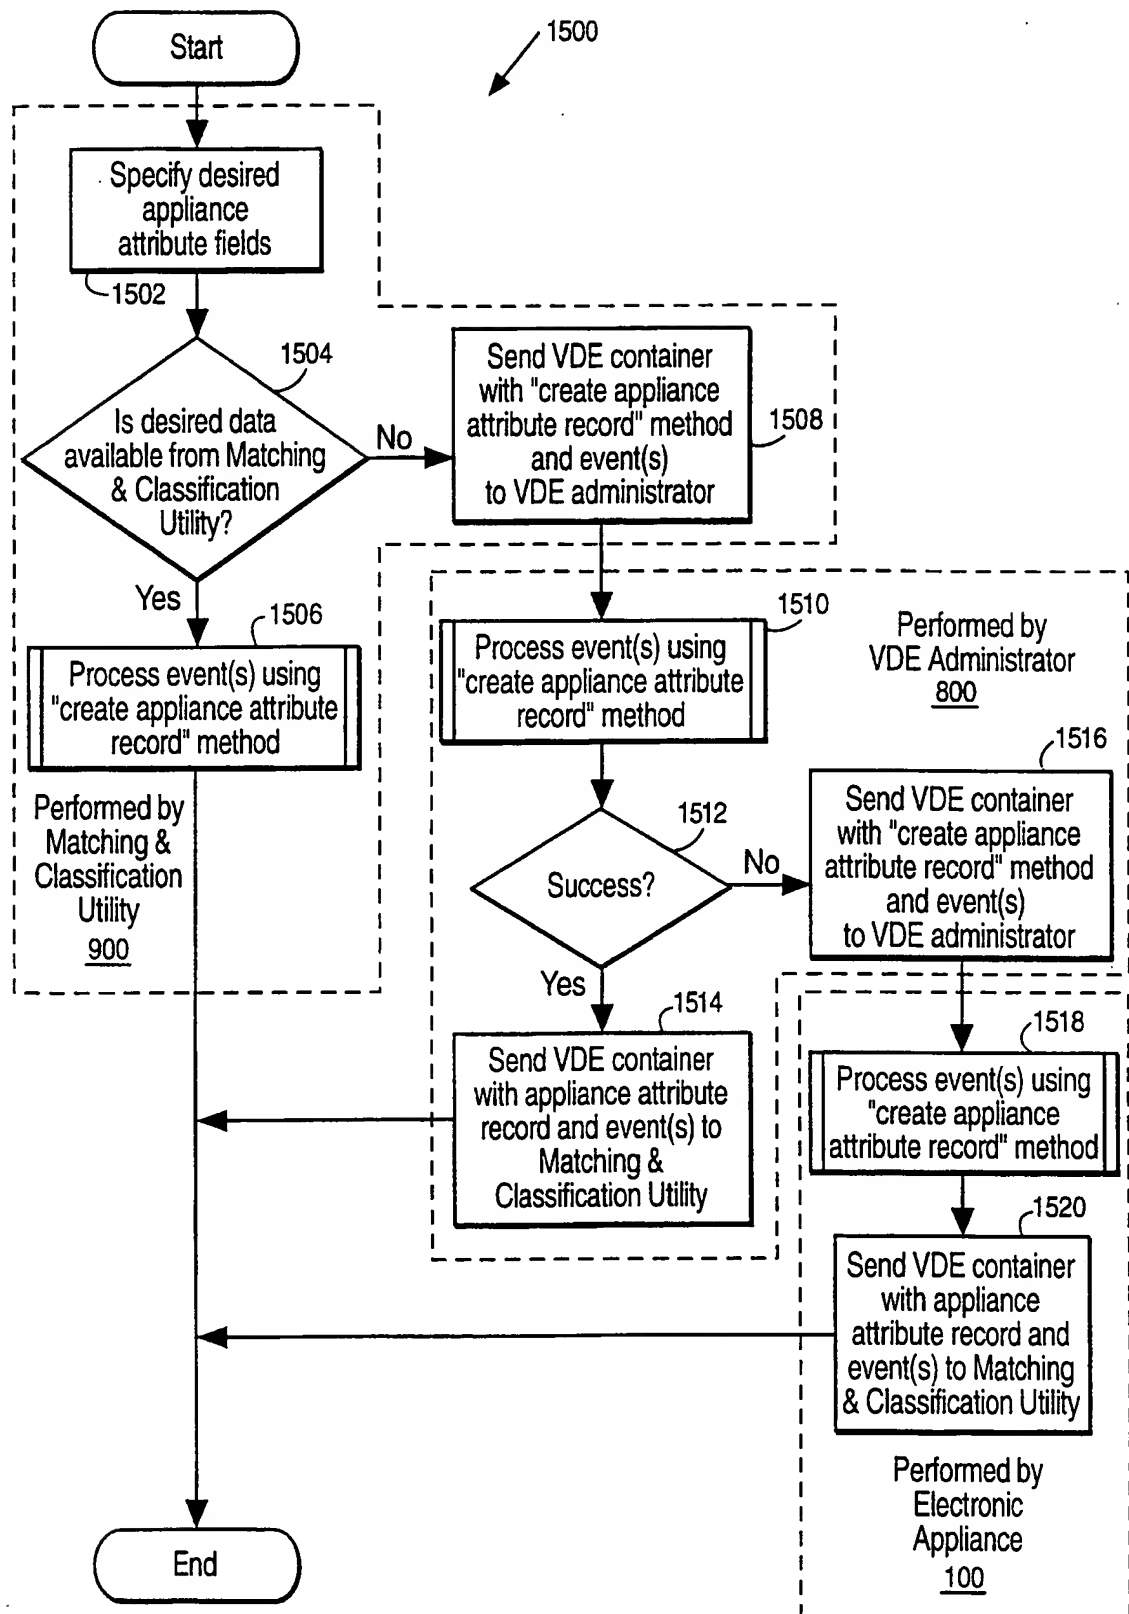 Start
1500
Specify desired
appliance
attribute fields
1502
1504
Is desired data
available from Matching
& Classification
Utility?
No
Send VDE container
with "create appliance
attribute record" method
and event(s)
to VDE administrator
1508
Yes
1506
Process event(s) using
"create appliance attribute
record" method
Performed by
Matching &
Classification
Utility
900
1510
Process event(s) using
"create appliance attribute
record" method
Performed by
VDE Administrator
800
1512
Success?
No
1516
Send VDE container
with "create appliance
attribute record" method
and event(s)
to VDE administrator
Yes
1514
Send VDE container
with appliance attribute
record and event(s) to
Matching &
Classification Utility
1518
Process event(s) using
"create appliance
attribute record" method
1520
Send VDE container
with appliance
attribute record and
event(s) to Matching
& Classification Utility
Performed by
Electronic
Appliance
100
End